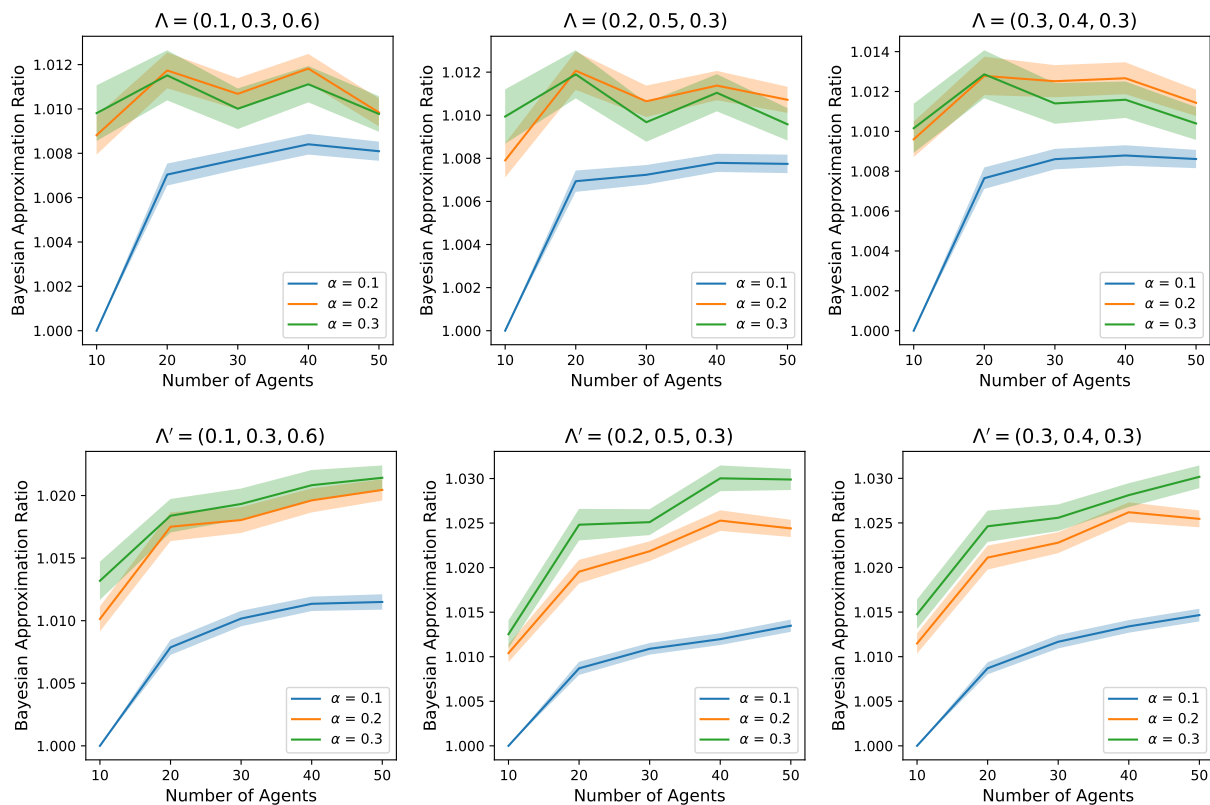 Λ = (0.1, 0.3, 0.6)
Bayesian Approximation Ratio
1.012
1.010
1.008
1.006
1.004
1.002
1.000
α = 0.1
α = 0.2
α = 0.3
10 20 30 40 50
Number of Agents
Λ = (0.2, 0.5, 0.3)
Bayesian Approximation Ratio
1.012
1.010
1.008
1.006
1.004
1.002
1.000
α = 0.1
α = 0.2
α = 0.3
10 20 30 40 50
Number of Agents
Λ = (0.3, 0.4, 0.3)
Bayesian Approximation Ratio
1.014
1.012
1.010
1.008
1.006
1.004
1.002
1.000
α = 0.1
α = 0.2
α = 0.3
10 20 30 40 50
Number of Agents
Λ′ = (0.1, 0.3, 0.6)
Bayesian Approximation Ratio
1.020
1.015
1.010
1.005
1.000
α = 0.1
α = 0.2
α = 0.3
10 20 30 40 50
Number of Agents
Λ′ = (0.2, 0.5, 0.3)
Bayesian Approximation Ratio
1.030
1.025
1.020
1.015
1.010
1.005
1.000
α = 0.1
α = 0.2
α = 0.3
10 20 30 40 50
Number of Agents
Λ′ = (0.3, 0.4, 0.3)
Bayesian Approximation Ratio
1.030
1.025
1.020
1.015
1.010
1.005
1.000
α = 0.1
α = 0.2
α = 0.3
10 20 30 40 50
Number of Agents